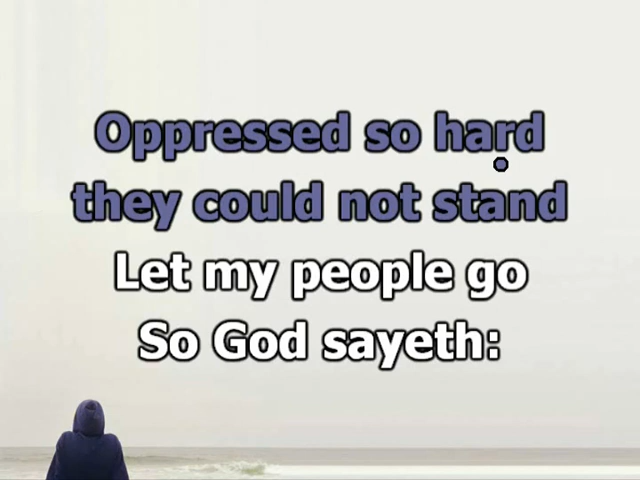 Oppressed so hard
they could not stand
Let my people go
So God sayeth: